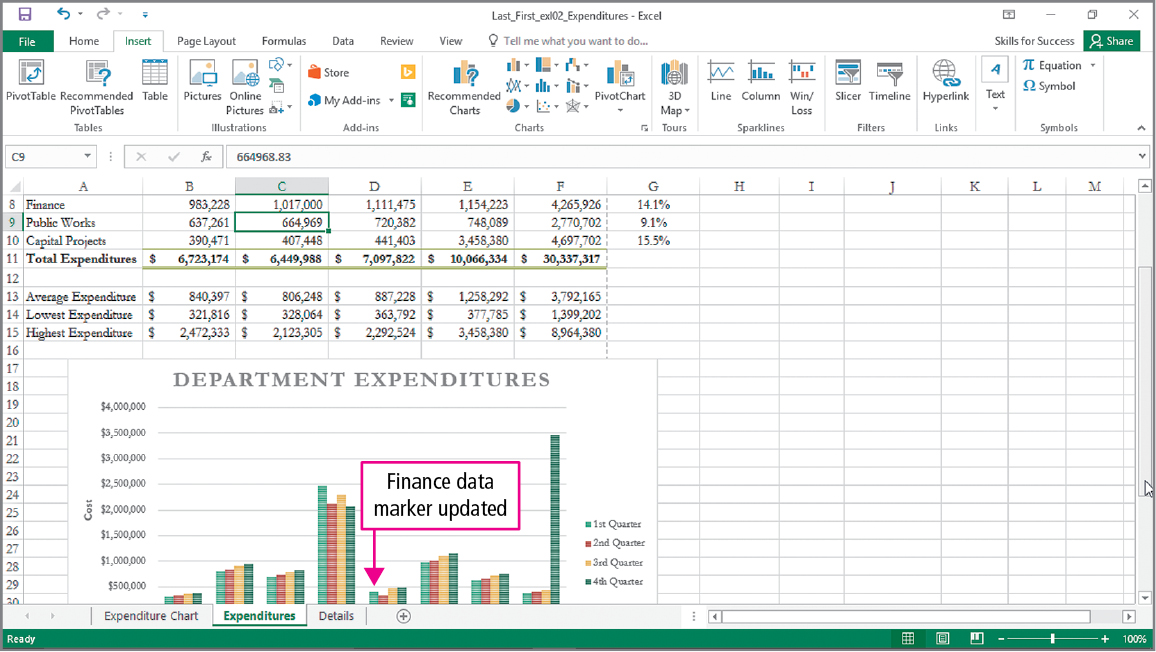 Last_First_exl02_Expenditures - Excel
File Home Insert Page Layout Formulas Data Review View Tell me what you want to do... Skills for Success Share
PivotTable
Recommended
PivotTables
Table
Tables
Pictures
Online
Pictures
Illustrations
Store
My Add-ins
Add-ins
Recommended
Charts
PivotChart
Charts
3D
Map
Tours
Line
Column
Win/
Loss
Sparklines
Slicer
Timeline
Filters
Hyperlink
Links
A
Text
π Equation
Ω Symbol
Symbols
C9 fx 664968.83
A B C D E F G H I J K L M
8 Finance 983,228 1,017,000 1,111,475 1,154,223 4,265,926 14.1%
9 Public Works 637,261 664,969 720,382 748,089 2,770,702 9.1%
10 Capital Projects 390,471 407,448 441,403 3,458,380 4,697,702 15.5%
11 Total Expenditures $ 6,723,174 $ 6,449,988 $ 7,097,822 $ 10,066,334 $ 30,337,317
12
13 Average Expenditure $ 840,397 $ 806,248 $ 887,228 $ 1,258,292 $ 3,792,165
14 Lowest Expenditure $ 321,816 $ 328,064 $ 363,792 $ 377,785 $ 1,399,202
15 Highest Expenditure $ 2,472,333 $ 2,123,305 $ 2,292,524 $ 3,458,380 $ 8,964,380
16
17
18
19
20
21
22
23
24
25
26
27
28
29
30
DEPARTMENT EXPENDITURES
Cost
$4,000,000
$3,500,000
$3,000,000
$2,500,000
$2,000,000
$1,500,000
$1,000,000
$500,000
Finance data
marker updated
1st Quarter
2nd Quarter
3rd Quarter
4th Quarter
Expenditure Chart Expenditures Details
Ready 100%